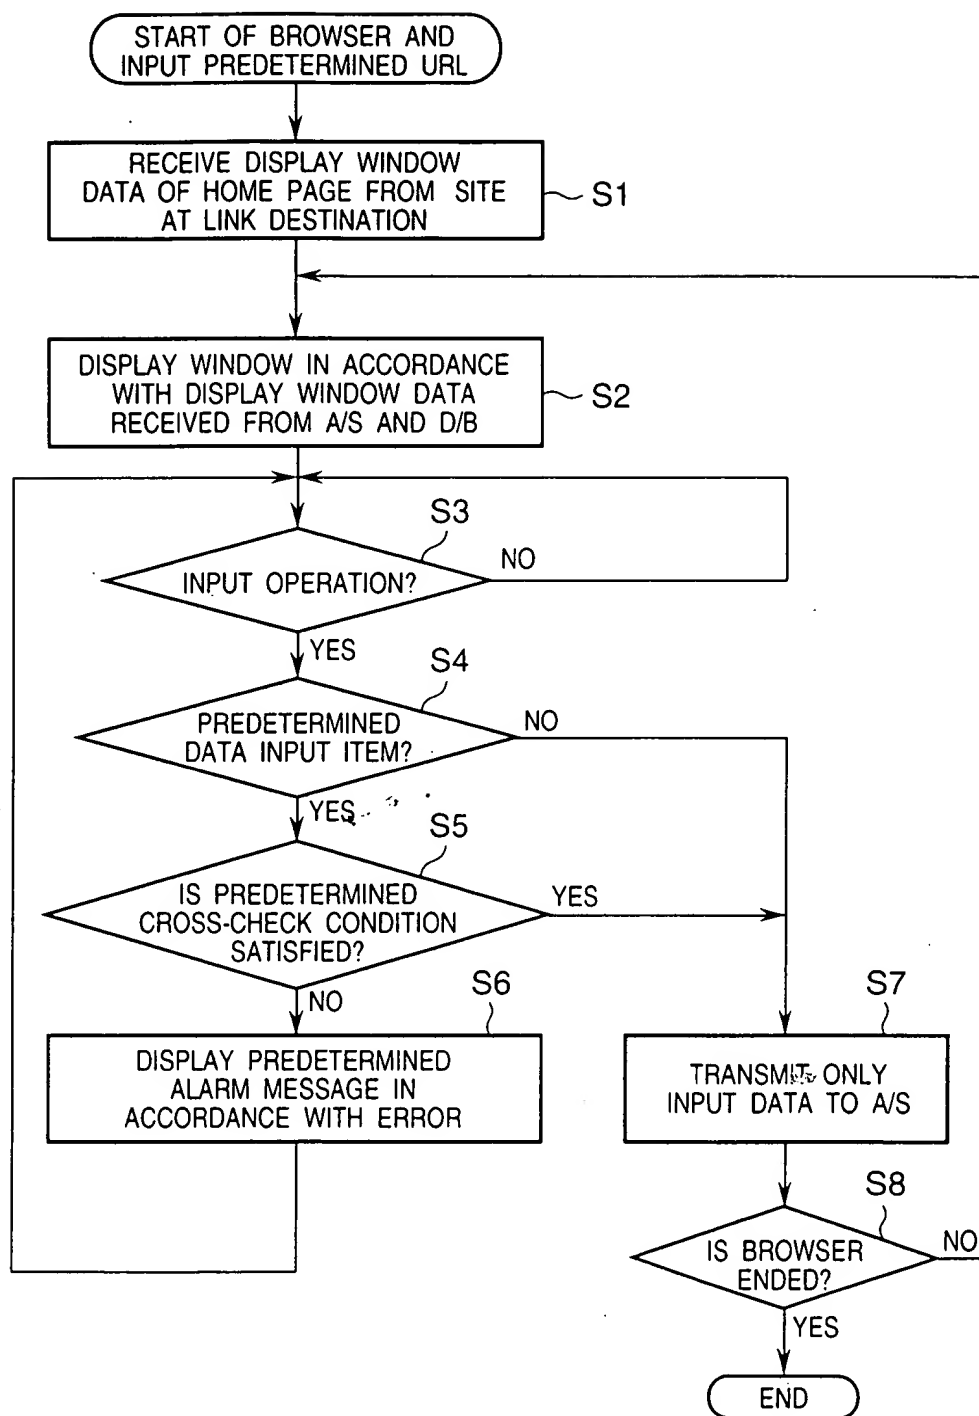 START OF BROWSER AND
INPUT PREDETERMINED URL
RECEIVE DISPLAY WINDOW
DATA OF HOME PAGE FROM SITE
AT LINK DESTINATION
S1
DISPLAY WINDOW IN ACCORDANCE
WITH DISPLAY WINDOW DATA
RECEIVED FROM A/S AND D/B
S2
S3
INPUT OPERATION?
NO
YES
S4
PREDETERMINED
DATA INPUT ITEM?
NO
YES
S5
IS PREDETERMINED
CROSS-CHECK CONDITION
SATISFIED?
YES
NO
S6
DISPLAY PREDETERMINED
ALARM MESSAGE IN
ACCORDANCE WITH ERROR
S7
TRANSMIT ONLY
INPUT DATA TO A/S
S8
IS BROWSER
ENDED?
NO
YES
END